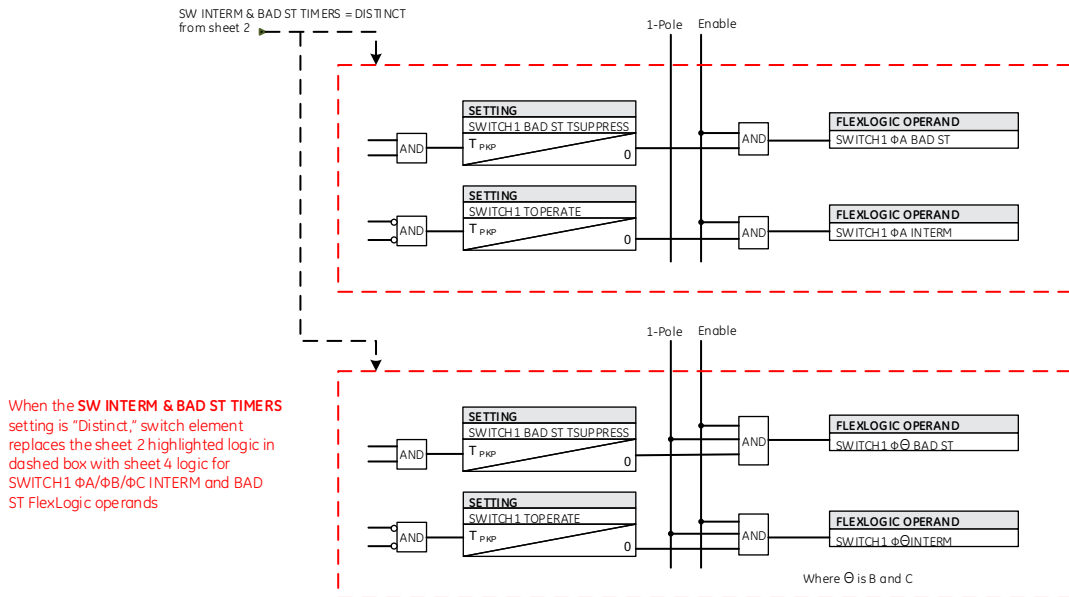 SW INTERM & BAD ST TIMERS = DISTINCT
from sheet 2
1-Pole Enable
SETTING
SWITCH1 BAD ST TSUPPRESS
AND
T PKP
0
AND
FLEXLOGIC OPERAND
SWITCH1 ΦA BAD ST
SETTING
SWITCH1 TOPERATE
AND
T PKP
0
AND
FLEXLOGIC OPERAND
SWITCH1 ΦA INTERM
1-Pole Enable
When the SW INTERM & BAD ST TIMERS
setting is "Distinct," switch element
replaces the sheet 2 highlighted logic in
dashed box with sheet 4 logic for
SWITCH1 ΦA/ΦB/ΦC INTERM and BAD
ST FlexLogic operands
SETTING
SWITCH1 BAD ST TSUPPRESS
AND
T PKP
0
AND
FLEXLOGIC OPERAND
SWITCH1 ΦΘ BAD ST
SETTING
SWITCH1 TOPERATE
AND
T PKP
0
AND
FLEXLOGIC OPERAND
SWITCH1 ΦΘINTERM
Where Θ is B and C